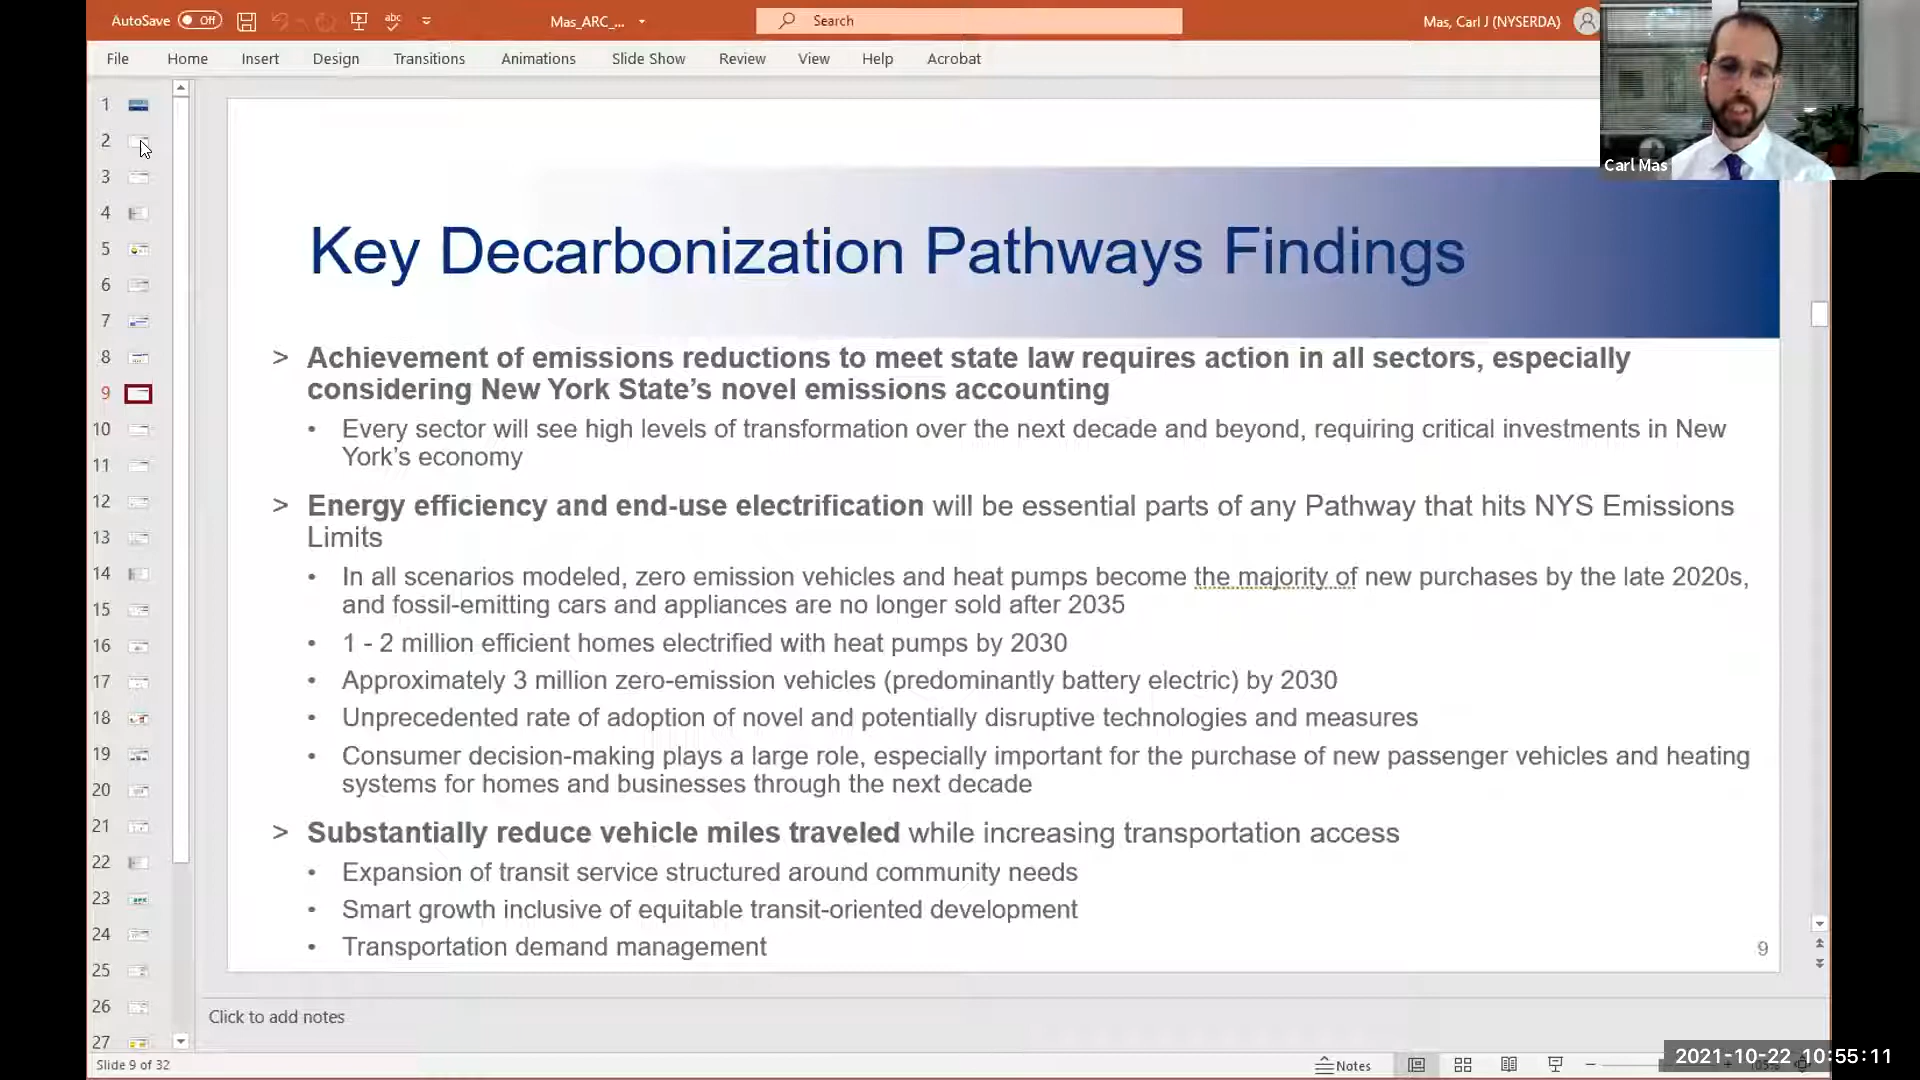 AutoSave Off
abc
Mas_ARC_...
Search
Mas, Carl J (NYSERDA)
File Home Insert Design Transitions Animations Slide Show Review View Help Acrobat
Carl Mas
1
2
3
4
5
6
7
8
9
10
11
12
13
14
15
16
17
18
19
20
21
22
23
24
25
26
27
Key Decarbonization Pathways Findings
> Achievement of emissions reductions to meet state law requires action in all sectors, especially
considering New York State's novel emissions accounting
• Every sector will see high levels of transformation over the next decade and beyond, requiring critical investments in New
York's economy
> Energy efficiency and end-use electrification will be essential parts of any Pathway that hits NYS Emissions
Limits
• In all scenarios modeled, zero emission vehicles and heat pumps become the majority of new purchases by the late 2020s,
and fossil-emitting cars and appliances are no longer sold after 2035
• 1 - 2 million efficient homes electrified with heat pumps by 2030
• Approximately 3 million zero-emission vehicles (predominantly battery electric) by 2030
• Unprecedented rate of adoption of novel and potentially disruptive technologies and measures
• Consumer decision-making plays a large role, especially important for the purchase of new passenger vehicles and heating
systems for homes and businesses through the next decade
> Substantially reduce vehicle miles traveled while increasing transportation access
• Expansion of transit service structured around community needs
• Smart growth inclusive of equitable transit-oriented development
• Transportation demand management
9
Click to add notes
Slide 9 of 32
Notes
2021-10-22 10:55:11